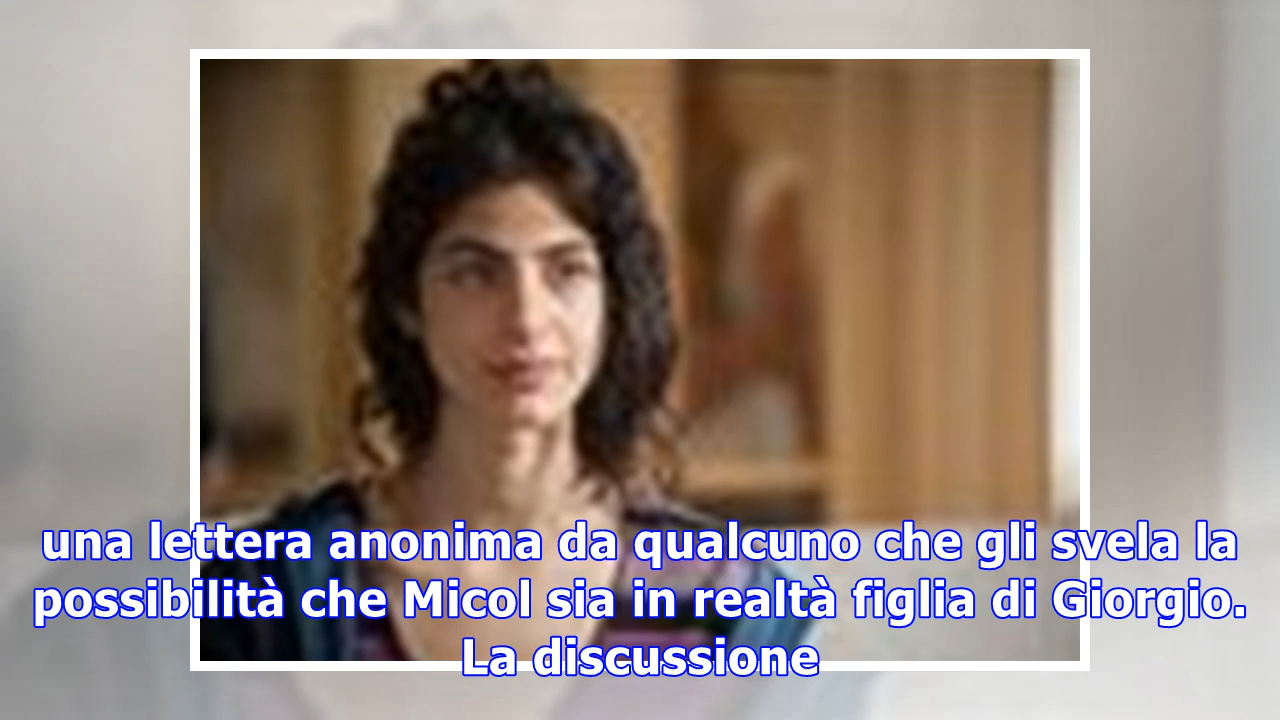 una lettera anonima da qualcuno che gli svela la
possibilità che Micol sia in realtà figlia di Giorgio.
La discussione